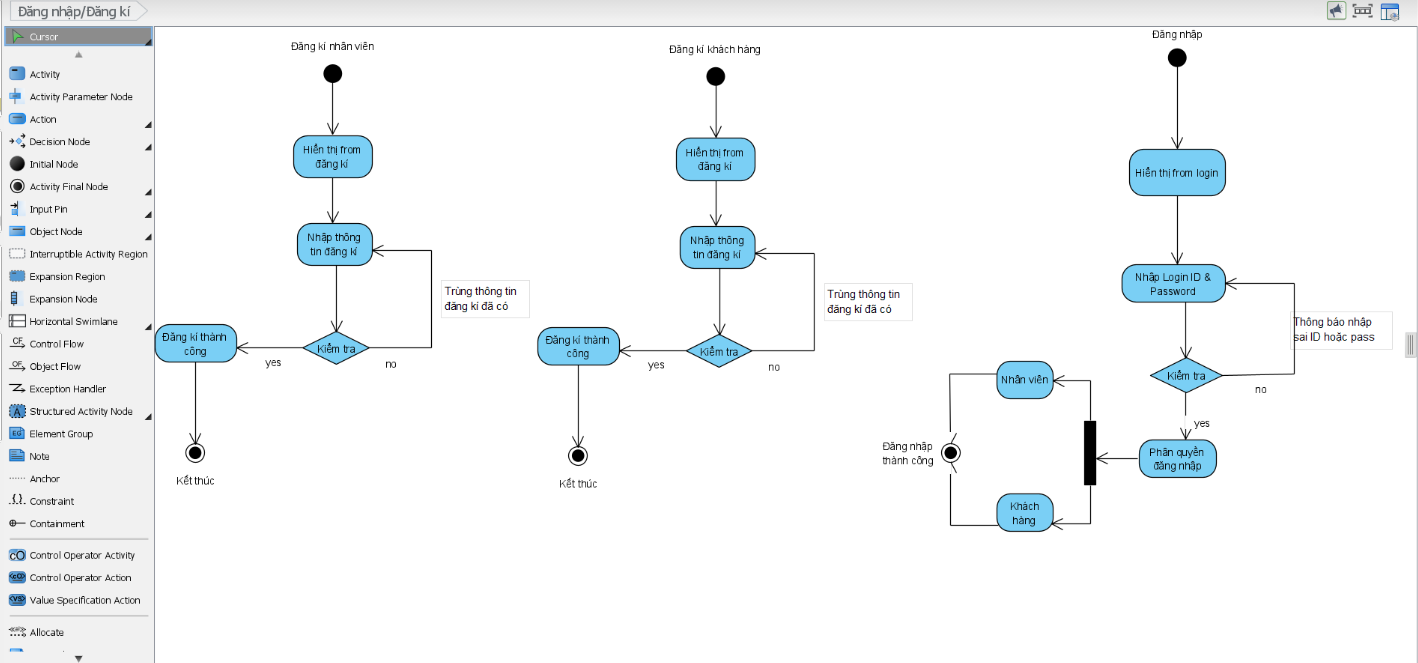 Đăng nhập/Đăng kí
Cursor
Activity
Activity Parameter Node
Action
Decision Node
Initial Node
Activity Final Node
Input Pin
Object Node
Interruptible Activity Region
Expansion Region
Expansion Node
Horizontal Swimlane
CF
Control Flow
OF
Object Flow
Exception Handler
A
Structured Activity Node
EG
Element Group
Note
Anchor
{}
Constraint
Containment
cO
Control Operator Activity
«cO»
Control Operator Action
«VS»
Value Specification Action
Allocate
Đăng kí nhân viên
Hiển thị from
đăng kí
Nhập thông
tin đăng kí
Trùng thông tin
đăng kí đã có
Kiểm tra
yes
no
Đăng kí thành
công
Kết thúc
Đăng kí khách hàng
Hiển thị from
đăng kí
Nhập thông
tin đăng kí
Trùng thông tin
đăng kí đã có
Kiểm tra
yes
no
Đăng kí thành
công
Kết thúc
Đăng nhập
Hiển thị from login
Nhập Login ID &
Password
Thông báo nhập
sai ID hoặc pass
Kiểm tra
no
yes
Phân quyền
đăng nhập
Nhân viên
Khách
hàng
Đăng nhập
thành công